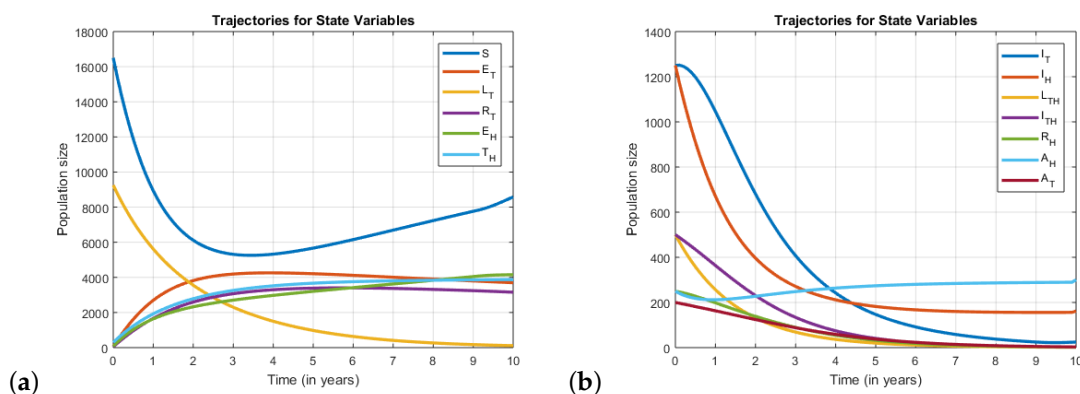 Trajectories for State Variables
18000
16000
14000
12000
10000
8000
6000
4000
2000
0
Population size
0 1 2 3 4 5 6 7 8 9 10
Time (in years)
S
E_T
L_T
R_T
E_H
T_H
(a)
Trajectories for State Variables
1400
1200
1000
800
600
400
200
0
Population size
0 1 2 3 4 5 6 7 8 9 10
Time (in years)
I_T
I_H
L_TH
I_TH
R_H
A_H
A_T
(b)